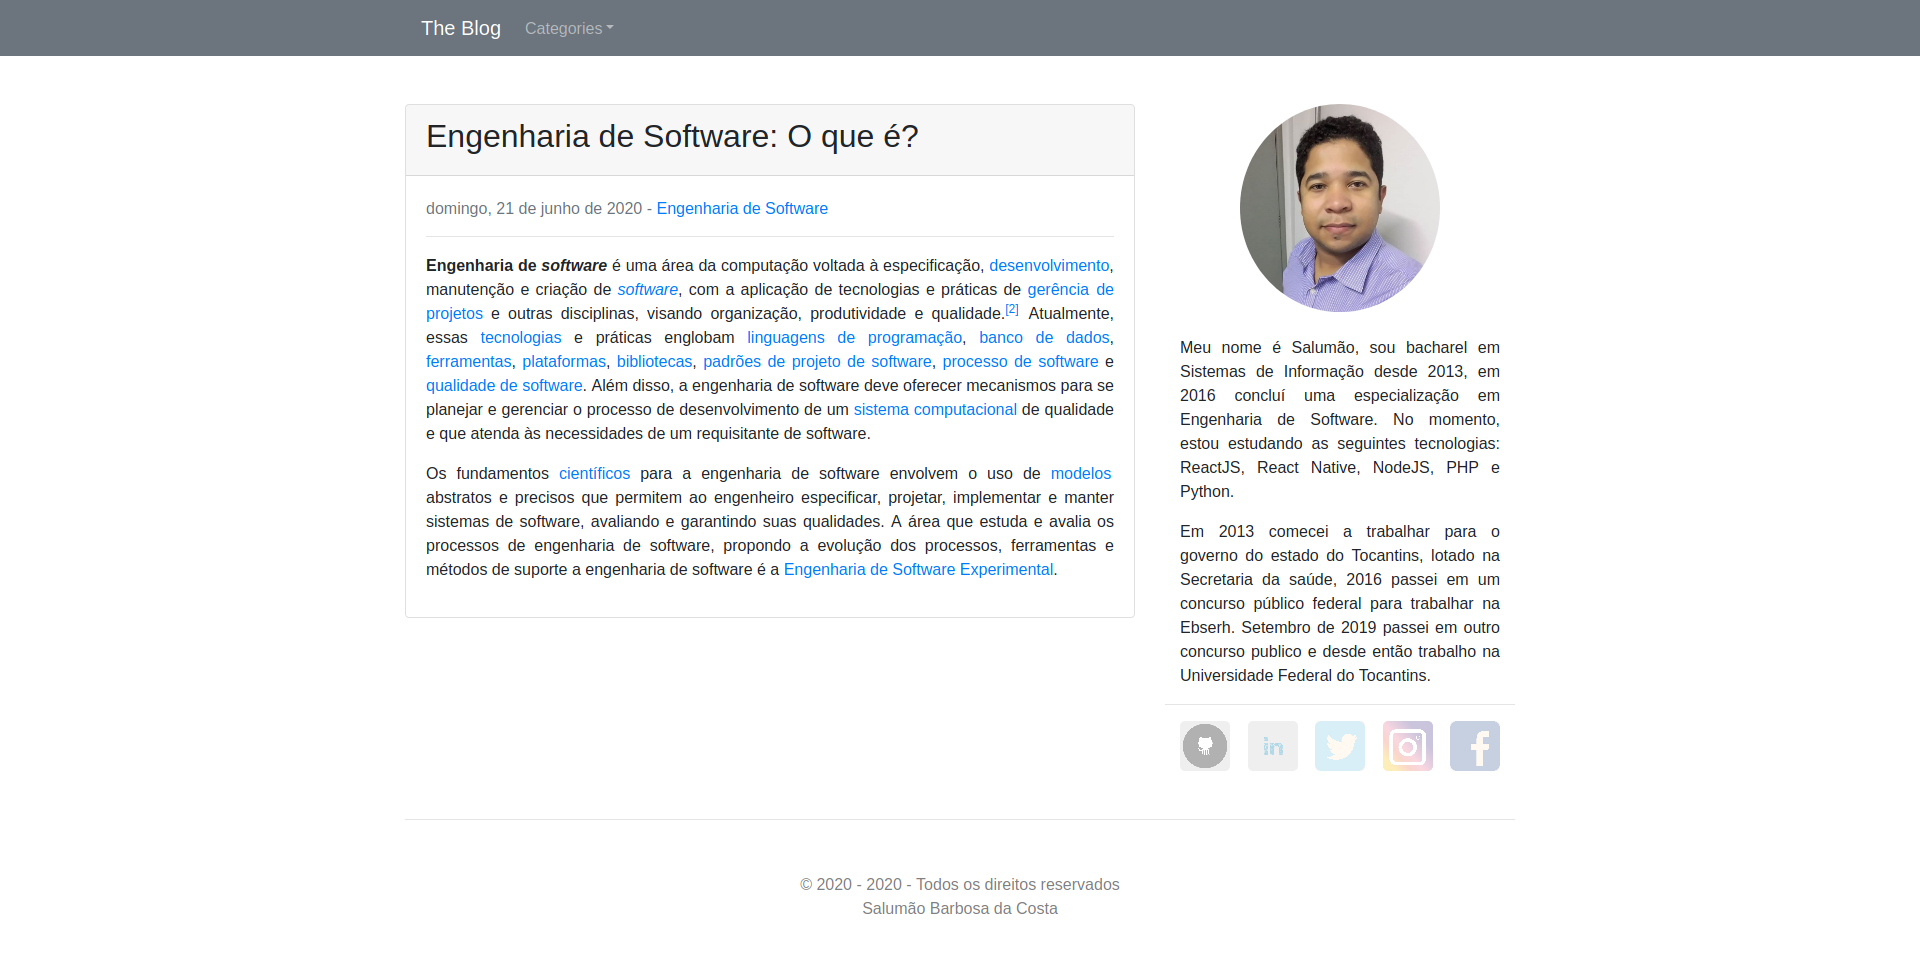 The Blog
Categories
Engenharia de Software: O que é?
domingo, 21 de junho de 2020 - Engenharia de Software
Engenharia de software é uma área da computação voltada à especificação, desenvolvimento,
manutenção e criação de software, com a aplicação de tecnologias e práticas de gerência de
projetos e outras disciplinas, visando organização, produtividade e qualidade.[2] Atualmente,
essas tecnologias e práticas englobam linguagens de programação, banco de dados,
ferramentas, plataformas, bibliotecas, padrões de projeto de software, processo de software e
qualidade de software. Além disso, a engenharia de software deve oferecer mecanismos para se
planejar e gerenciar o processo de desenvolvimento de um sistema computacional de qualidade
e que atenda às necessidades de um requisitante de software.
Os fundamentos científicos para a engenharia de software envolvem o uso de modelos
abstratos e precisos que permitem ao engenheiro especificar, projetar, implementar e manter
sistemas de software, avaliando e garantindo suas qualidades. A área que estuda e avalia os
processos de engenharia de software, propondo a evolução dos processos, ferramentas e
métodos de suporte a engenharia de software é a Engenharia de Software Experimental.
Meu nome é Salumão, sou bacharel em
Sistemas de Informação desde 2013, em
2016 concluí uma especialização em
Engenharia de Software. No momento,
estou estudando as seguintes tecnologias:
ReactJS, React Native, NodeJS, PHP e
Python.
Em 2013 comecei a trabalhar para o
governo do estado do Tocantins, lotado na
Secretaria da saúde, 2016 passei em um
concurso público federal para trabalhar na
Ebserh. Setembro de 2019 passei em outro
concurso publico e desde então trabalho na
Universidade Federal do Tocantins.
in
f
© 2020 - 2020 - Todos os direitos reservados
Salumão Barbosa da Costa